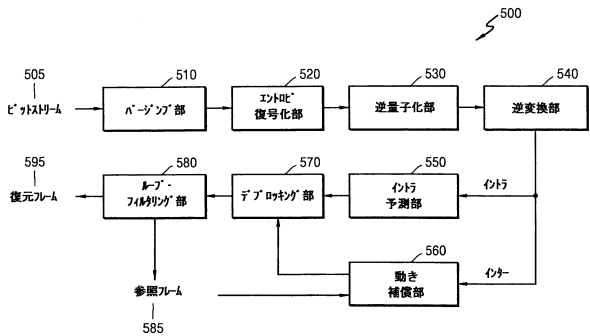 500
505
510
520
530
540
ﾋﾞｯﾄｽﾄﾘｰﾑ
ﾊﾟｰｼﾝﾌﾞ部
ｴﾝﾄﾛﾋﾟ
復号化部
逆量子化部
逆変換部
595
580
570
550
復元ﾌﾚｰﾑ
ﾙｰﾌﾟ-
ﾌｨﾙﾀﾘﾝｸﾞ部
ﾃﾞﾌﾞﾛｯｷﾝｸﾞ部
ｲﾝﾄﾗ
予測部
ｲﾝﾄﾗ
560
動き
補償部
ｲﾝﾀｰ
参照ﾌﾚｰﾑ
585